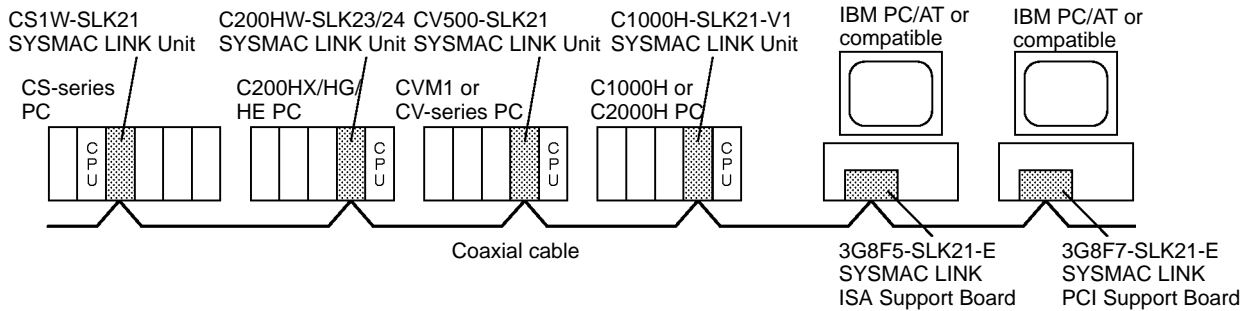 CS1W-SLK21
SYSMAC LINK Unit
C200HW-SLK23/24
SYSMAC LINK Unit
CV500-SLK21
SYSMAC LINK Unit
C1000H-SLK21-V1
SYSMAC LINK Unit
IBM PC/AT or
compatible
IBM PC/AT or
compatible
CS-series
PC
C200HX/HG/
HE PC
CVM1 or
CV-series PC
C1000H or
C2000H PC
CPU
CPU
CPU
CPU
Coaxial cable
3G8F5-SLK21-E
SYSMAC LINK
ISA Support Board
3G8F7-SLK21-E
SYSMAC LINK
PCI Support Board